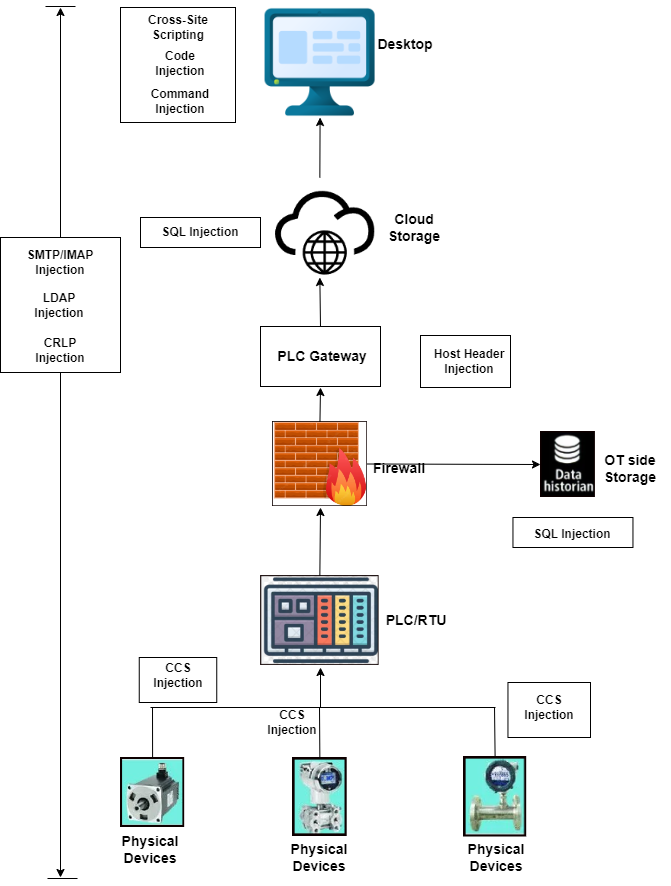 Cross-Site
Scripting
Code
Injection
Command
Injection
Desktop
SQL Injection
Cloud
Storage
SMTP/IMAP
Injection
LDAP
Injection
CRLP
Injection
PLC Gateway
Host Header
Injection
Firewall
Data
historian
OT side
Storage
SQL Injection
PLC/RTU
CCS
Injection
CCS
Injection
CCS
Injection
Physical
Devices
Physical
Devices
Physical
Devices